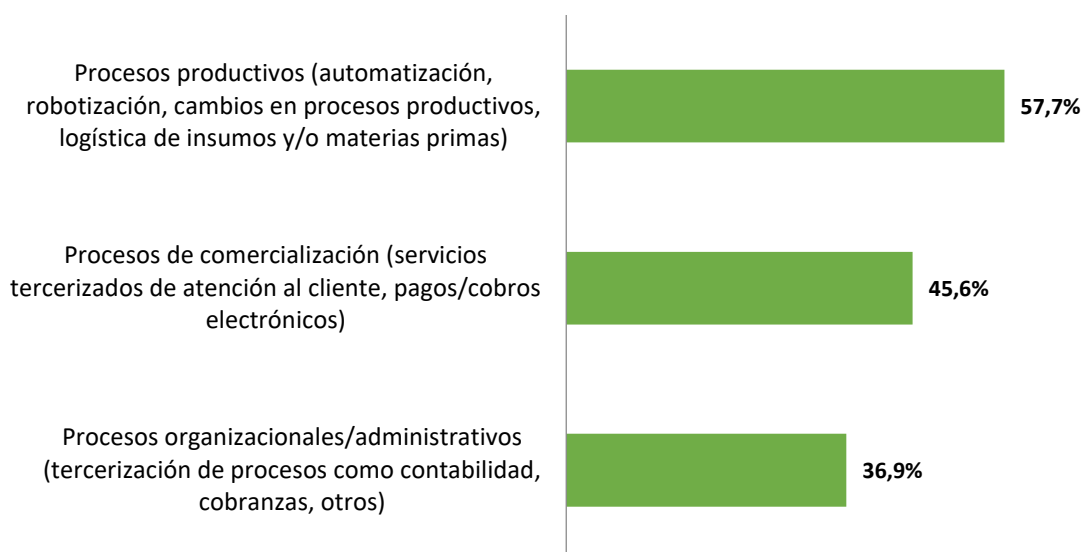 Procesos productivos (automatización,
robotización, cambios en procesos productivos,
logística de insumos y/o materias primas)
57,7%
Procesos de comercialización (servicios
tercerizados de atención al cliente, pagos/cobros
electrónicos)
45,6%
Procesos organizacionales/administrativos
(tercerización de procesos como contabilidad,
cobranzas, otros)
36,9%